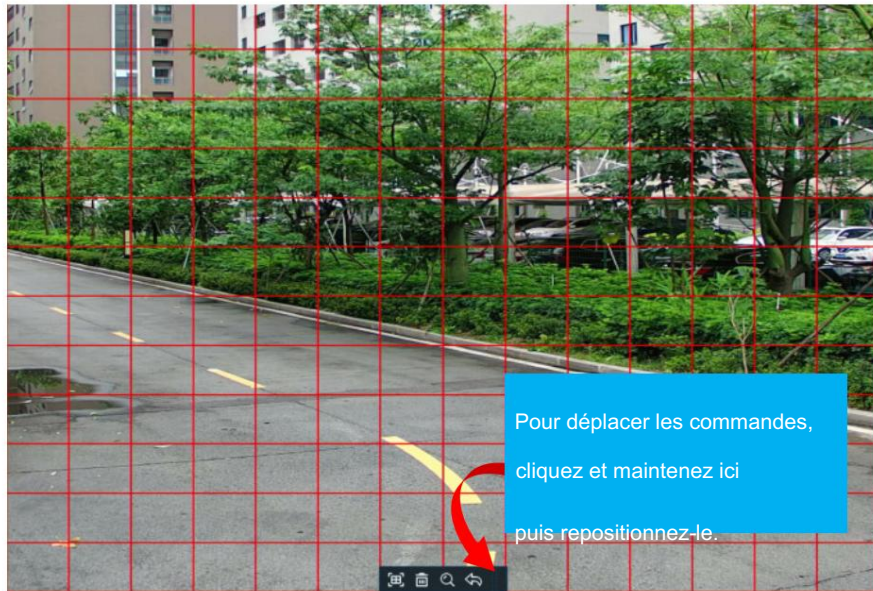 Pour déplacer les commandes,
cliquez et maintenez ici
puis repositionnez-le.